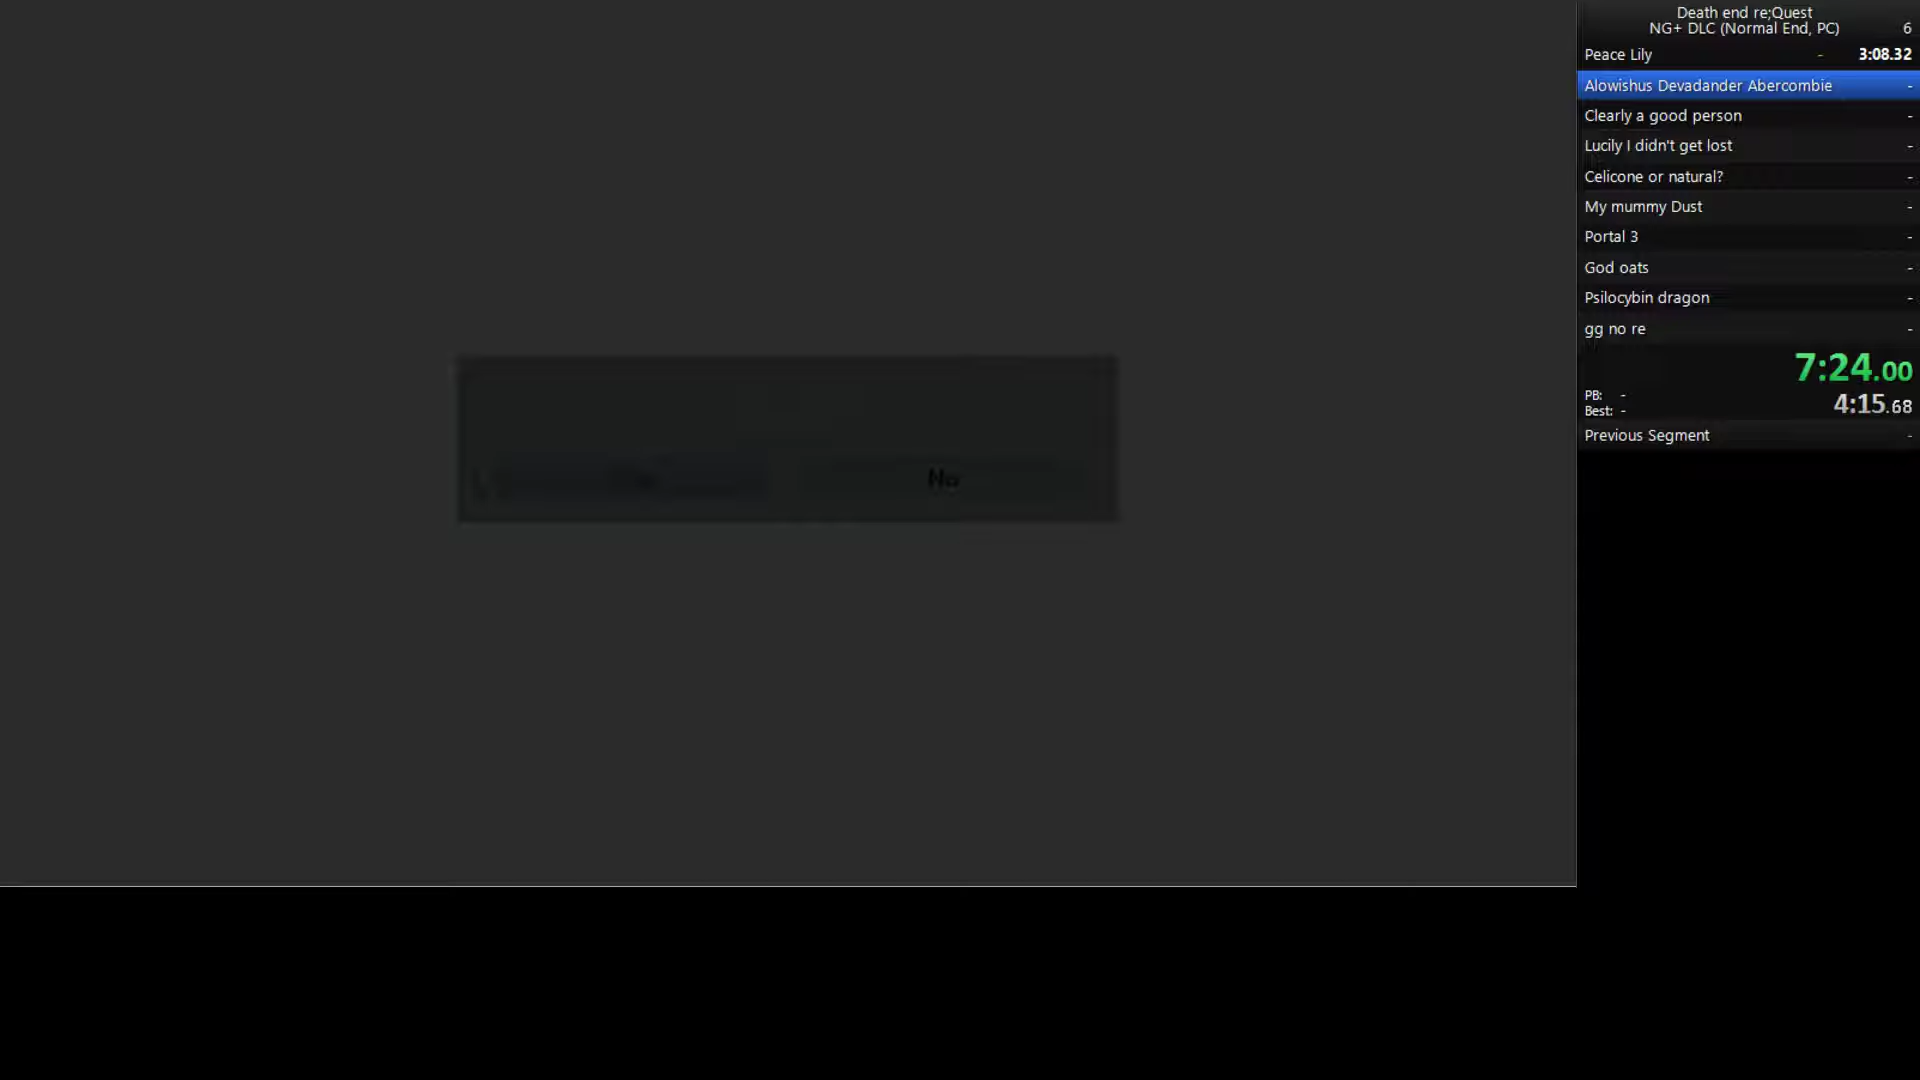 Death end re;Quest
NG+ DLC (Normal End, PC) 6
Peace Lily - 3:08.32
Alowishus Devadander Abercombie -
Clearly a good person -
Lucily I didn't get lost -
Celicone or natural? -
My mummy Dust -
Portal 3 -
God oats -
Psilocybin dragon -
gg no re -
7:24.00
PB: -
Best: - 4:15.68
Previous Segment -
No